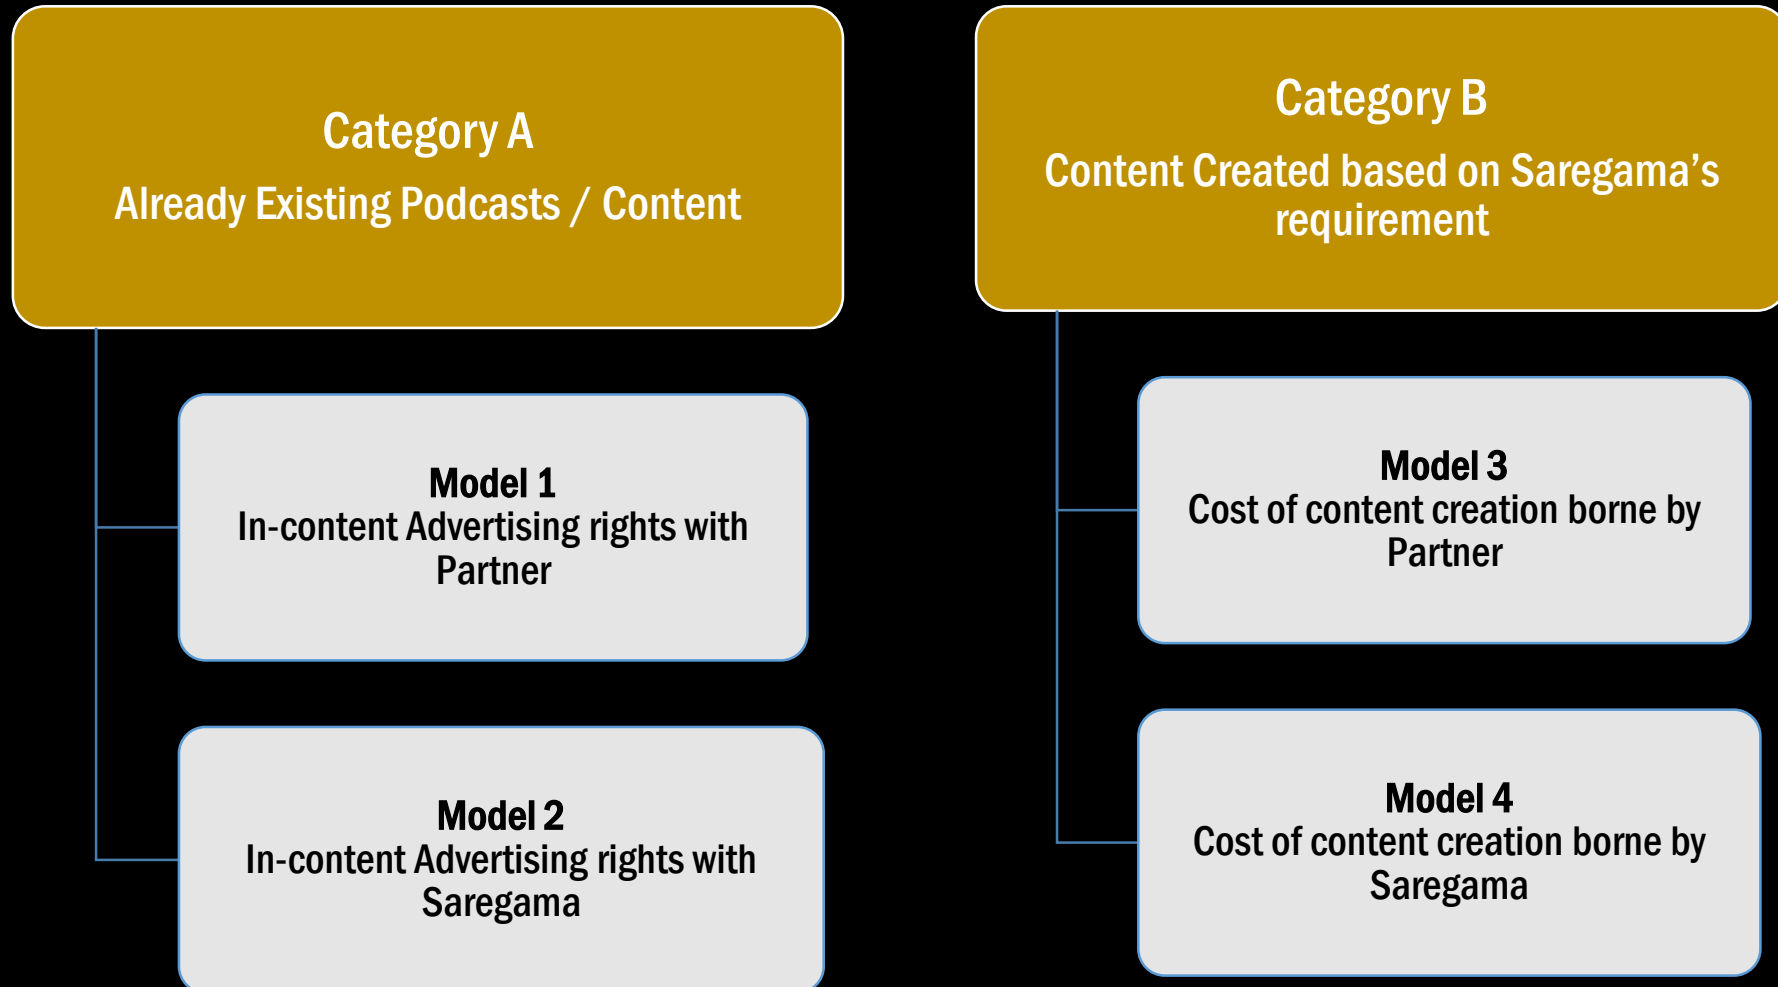 Category A
Already Existing Podcasts / Content
Model 1
In-content Advertising rights with
Partner
Model 2
In-content Advertising rights with
Saregama
Category B
Content Created based on Saregama’s
requirement
Model 3
Cost of content creation borne by
Partner
Model 4
Cost of content creation borne by
Saregama